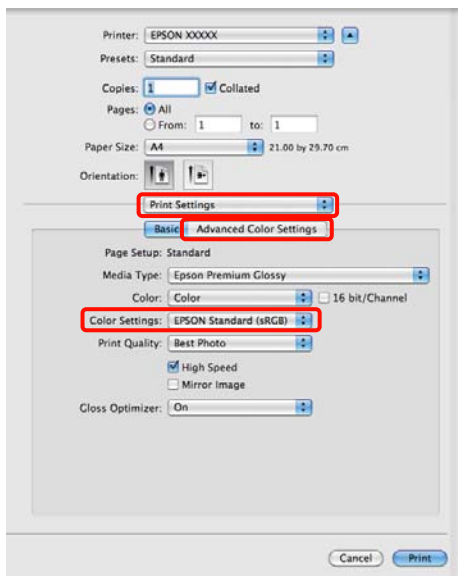 Printer: EPSON XXXXX
Presets: Standard
Copies: 1 Collated
Pages: All
From: 1 to: 1
Paper Size: A4 21.00 by 29.70 cm
Orientation:
Print Settings
Basic Advanced Color Settings
Page Setup: Standard
Media Type: Epson Premium Glossy
Color: Color 16 bit/Channel
Color Settings: EPSON Standard (sRGB)
Print Quality: Best Photo
High Speed
Mirror Image
Gloss Optimizer: On
Cancel Print